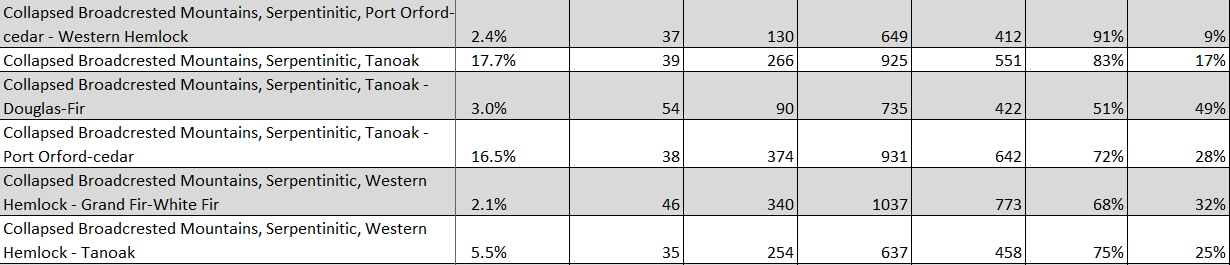 Collapsed Broadcrested Mountains, Serpentinitic, Port Orford-
cedar - Western Hemlock 2.4% 37 130 649 412 91% 9%
Collapsed Broadcrested Mountains, Serpentinitic, Tanoak 17.7% 39 266 925 551 83% 17%
Collapsed Broadcrested Mountains, Serpentinitic, Tanoak -
Douglas-Fir 3.0% 54 90 735 422 51% 49%
Collapsed Broadcrested Mountains, Serpentinitic, Tanoak -
Port Orford-cedar 16.5% 38 374 931 642 72% 28%
Collapsed Broadcrested Mountains, Serpentinitic, Western
Hemlock - Grand Fir-White Fir 2.1% 46 340 1037 773 68% 32%
Collapsed Broadcrested Mountains, Serpentinitic, Western
Hemlock - Tanoak 5.5% 35 254 637 458 75% 25%